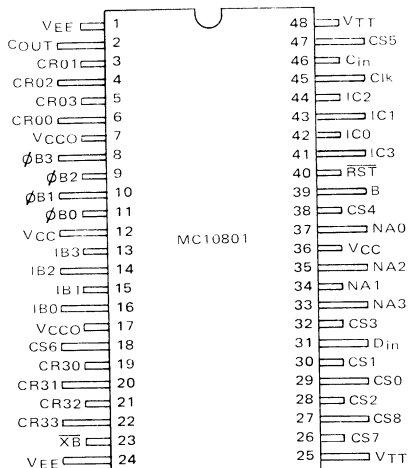 VEE 1 48 VTT
COUT 2 47 CS5
CR01 3 46 Cin
CR02 4 45 Clk
CR03 5 44 IC2
CR00 6 43 IC1
VCCO 7 42 IC0
ØB3 8 41 IC3
ØB2 9 40 RST
ØB1 10 39 B
ØB0 11 38 CS4
VCC 12 MC10801 37 NA0
IB3 13 36 VCC
IB2 14 35 NA2
IB1 15 34 NA1
IB0 16 33 NA3
VCCO 17 32 CS3
CS6 18 31 Din
CR30 19 30 CS1
CR31 20 29 CS0
CR32 21 28 CS2
CR33 22 27 CS8
XB 23 26 CS7
VEE 24 25 VTT